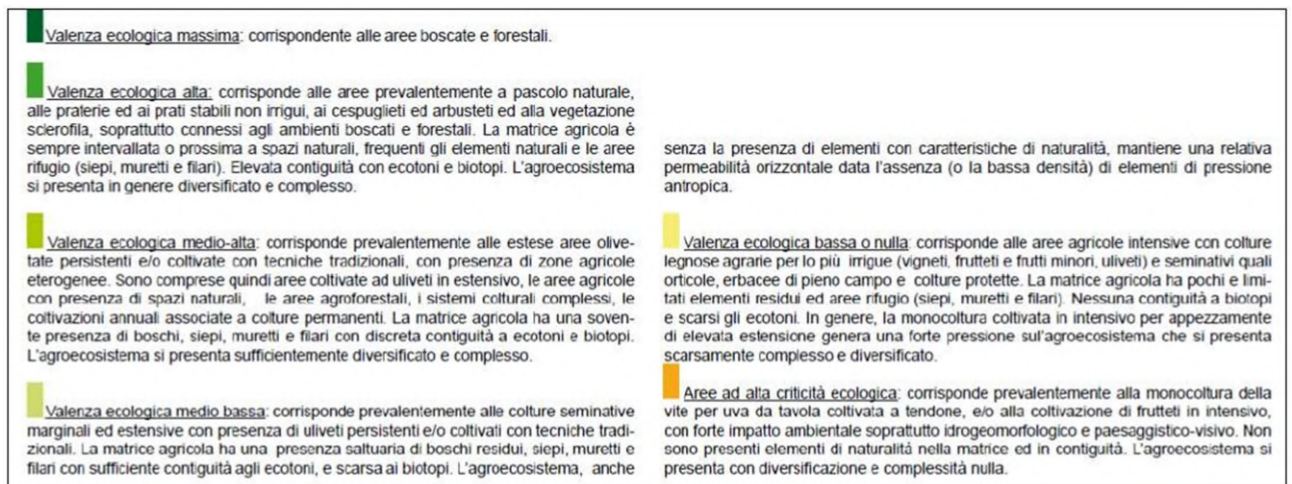 Valenza ecologica massima: corrispondente alle aree boscate e forestali.
Valenza ecologica alta: corrisponde alle aree prevalentemente a pascolo naturale,
alle praterie ed ai prati stabili non irrigui, ai cespuglieti ed arbusteti ed alla vegetazione
sclerofila, soprattutto connessi agli ambienti boscati e forestali. La matrice agricola è
sempre intervallata o prossima a spazi naturali, frequenti gli elementi naturali e le aree
rifugio (siepi, muretti e filari). Elevata contiguità con ecotoni e biotopi. L'agroecosistema
si presenta in genere diversificato e complesso.
Valenza ecologica medio-alta: corrisponde prevalentemente alle estese aree olive-
tate persistenti e/o coltivate con tecniche tradizionali, con presenza di zone agricole
eterogenee. Sono comprese quindi aree coltivate ad uliveti in estensivo, le aree agricole
con presenza di spazi naturali, le aree agroforestali, i sistemi colturali complessi, le
coltivazioni annuali associate a colture permanenti. La matrice agricola ha una soven-
te presenza di boschi, siepi, muretti e filari con discreta contiguità a ecotoni e biotopi.
L'agroecosistema si presenta sufficientemente diversificato e complesso.
Valenza ecologica medio bassa: corrisponde prevalentemente alle colture seminative
marginali ed estensive con presenza di uliveti persistenti e/o coltivati con tecniche tradi-
zionali. La matrice agricola ha una presenza saltuaria di boschi residui, siepi, muretti e
filari con sufficiente contiguità agli ecotoni, e scarsa ai biotopi. L'agroecosistema, anche
senza la presenza di elementi con caratteristiche di naturalità, mantiene una relativa
permeabilità orizzontale data l'assenza (o la bassa densità) di elementi di pressione
antropica.
Valenza ecologica bassa o nulla: corrisponde alle aree agricole intensive con colture
legnose agrarie per lo più irrigue (vigneti, frutteti e frutti minori, uliveti) e seminativi quali
orticole, erbacee di pieno campo e colture protette. La matrice agricola ha pochi e limi-
tati elementi residui ed aree rifugio (siepi, muretti e filari). Nessuna contiguità a biotopi
e scarsi gli ecotoni. In genere, la monocoltura coltivata in intensivo per appezzamente
di elevata estensione genera una forte pressione sull'agroecosistema che si presenta
scarsamente complesso e diversificato.
Aree ad alta criticità ecologica: corrisponde prevalentemente alla monocoltura della
vite per uva da tavola coltivata a tendone, e/o alla coltivazione di frutteti in intensivo,
con forte impatto ambientale soprattutto idrogeomorfologico e paesaggistico-visivo. Non
sono presenti elementi di naturalità nella matrice ed in contiguità. L'agroecosistema si
presenta con diversificazione e complessità nulla.